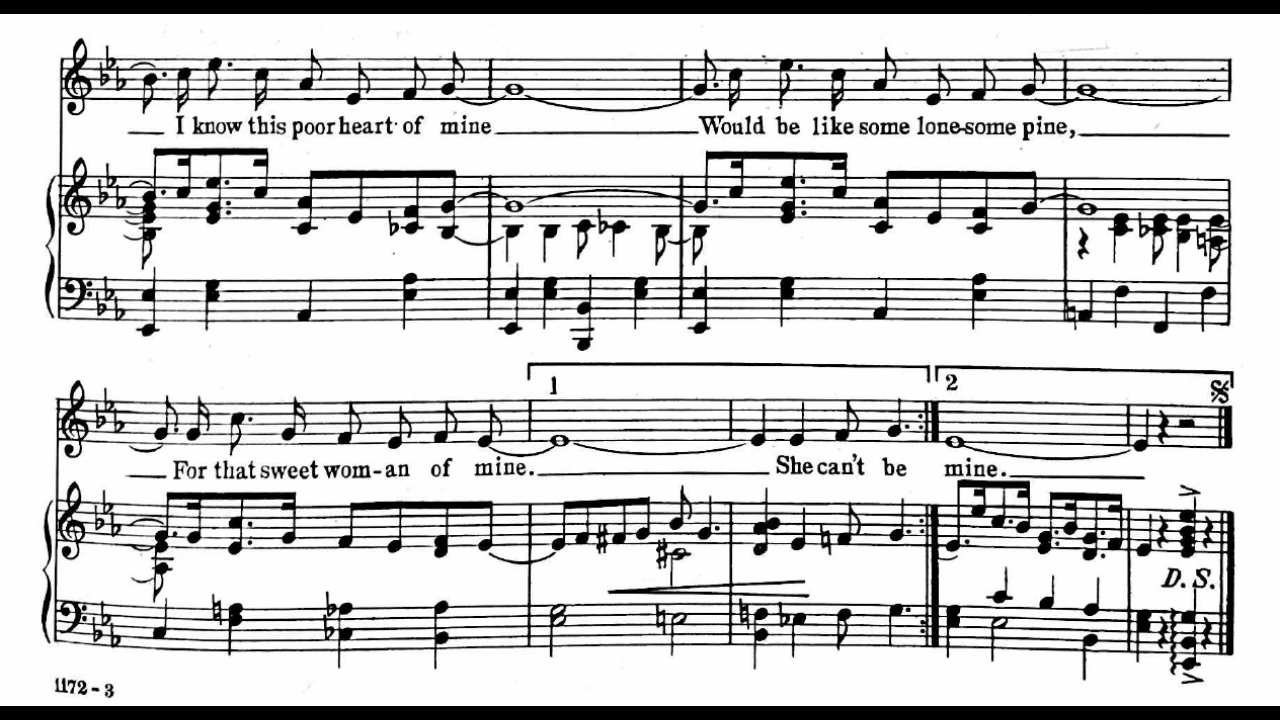 I know this poor heart of mine Would be like some lone-some pine,
1 2
For that sweet wom-an of mine. She can't be mine.
D. S.
1172-3